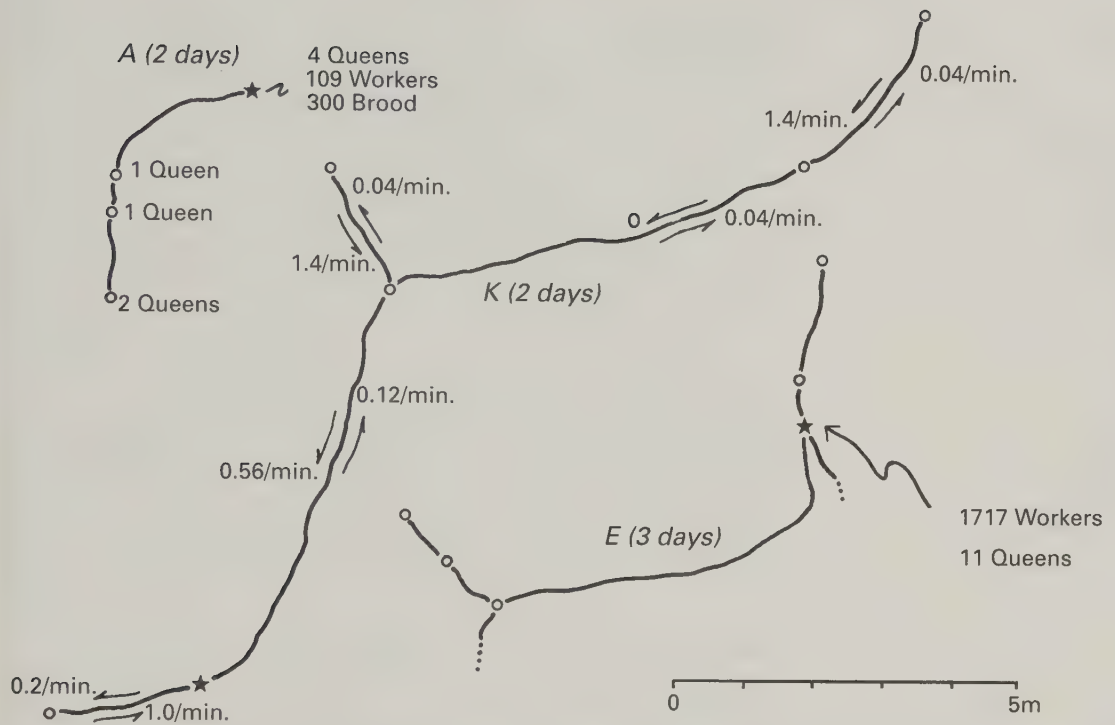 A (2 days)
4 Queens
109 Workers
300 Brood
1 Queen
1 Queen
2 Queens
0.04/min.
1.4/min.
0.04/min.
1.4/min.
0.04/min.
K (2 days)
0.12/min.
0.56/min.
E (3 days)
1717 Workers
11 Queens
0.2/min.
1.0/min.
0
5m